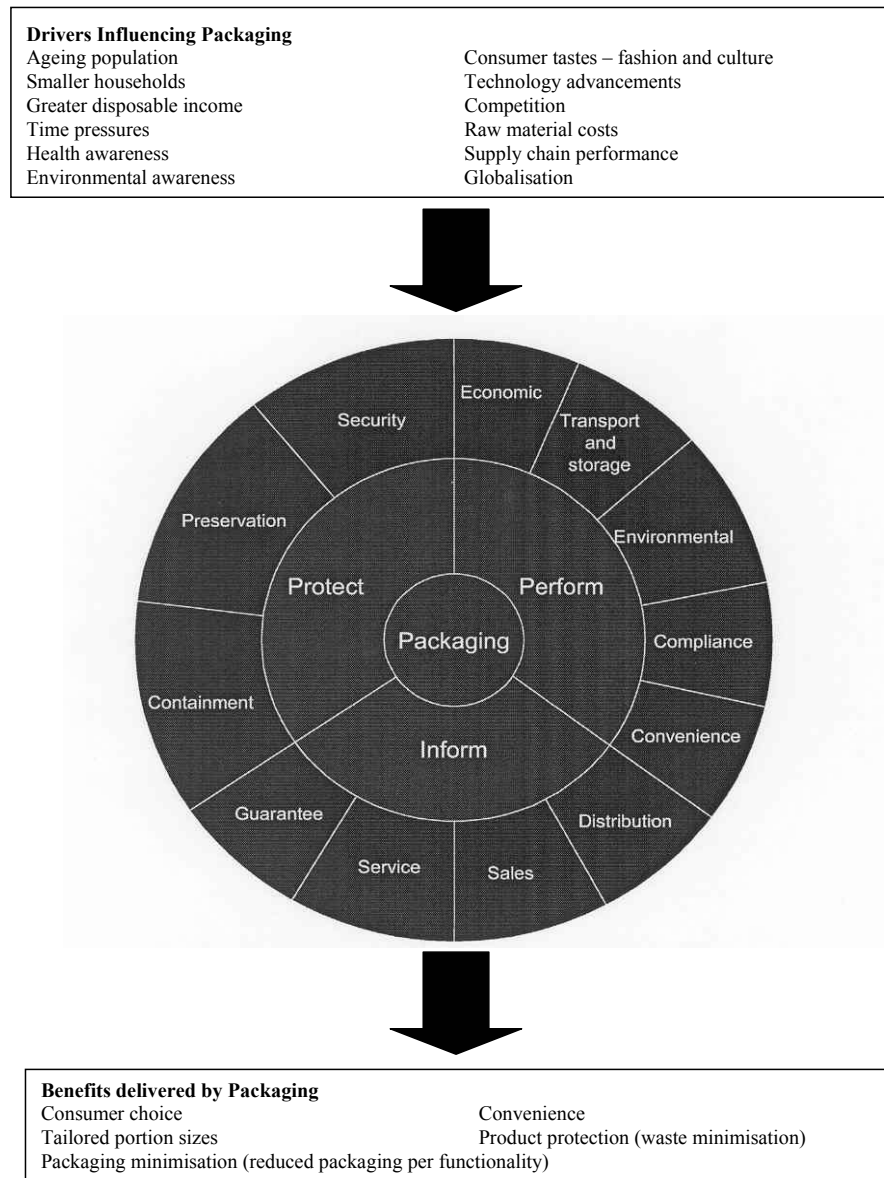 Drivers Influencing Packaging
Ageing population
Smaller households
Greater disposable income
Time pressures
Health awareness
Environmental awareness
Consumer tastes – fashion and culture
Technology advancements
Competition
Raw material costs
Supply chain performance
Globalisation
Security
Economic
Transport
and
storage
Preservation
Environmental
Protect
Perform
Packaging
Compliance
Containment
Convenience
Inform
Guarantee
Distribution
Service
Sales
Benefits delivered by Packaging
Consumer choice
Tailored portion sizes
Packaging minimisation (reduced packaging per functionality)
Convenience
Product protection (waste minimisation)